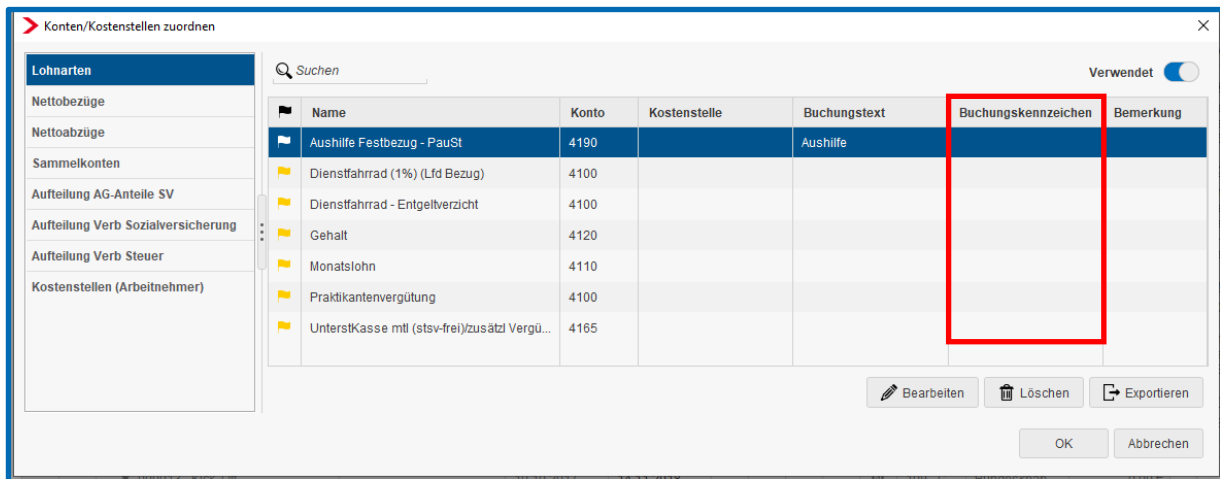 Konten/Kostenstellen zuordnen
Lohnarten
Nettobezüge
Nettoabzüge
Sammelkonten
Aufteilung AG-Anteile SV
Aufteilung Verb Sozialversicherung
Aufteilung Verb Steuer
Kostenstellen (Arbeitnehmer)
Suchen
Verwendet
Name Konto Kostenstelle Buchungstext Buchungskennzeichen Bemerkung
Aushilfe Festbezug - PauSt 4190 Aushilfe
Dienstfahrrad (1%) (Lfd Bezug) 4100
Dienstfahrrad - Entgeltverzicht 4100
Gehalt 4120
Monatslohn 4110
Praktikantenvergütung 4100
UnterstKasse mtl (stsv-frei)/zusätzl Vergü... 4165
Bearbeiten Löschen Exportieren
OK Abbrechen